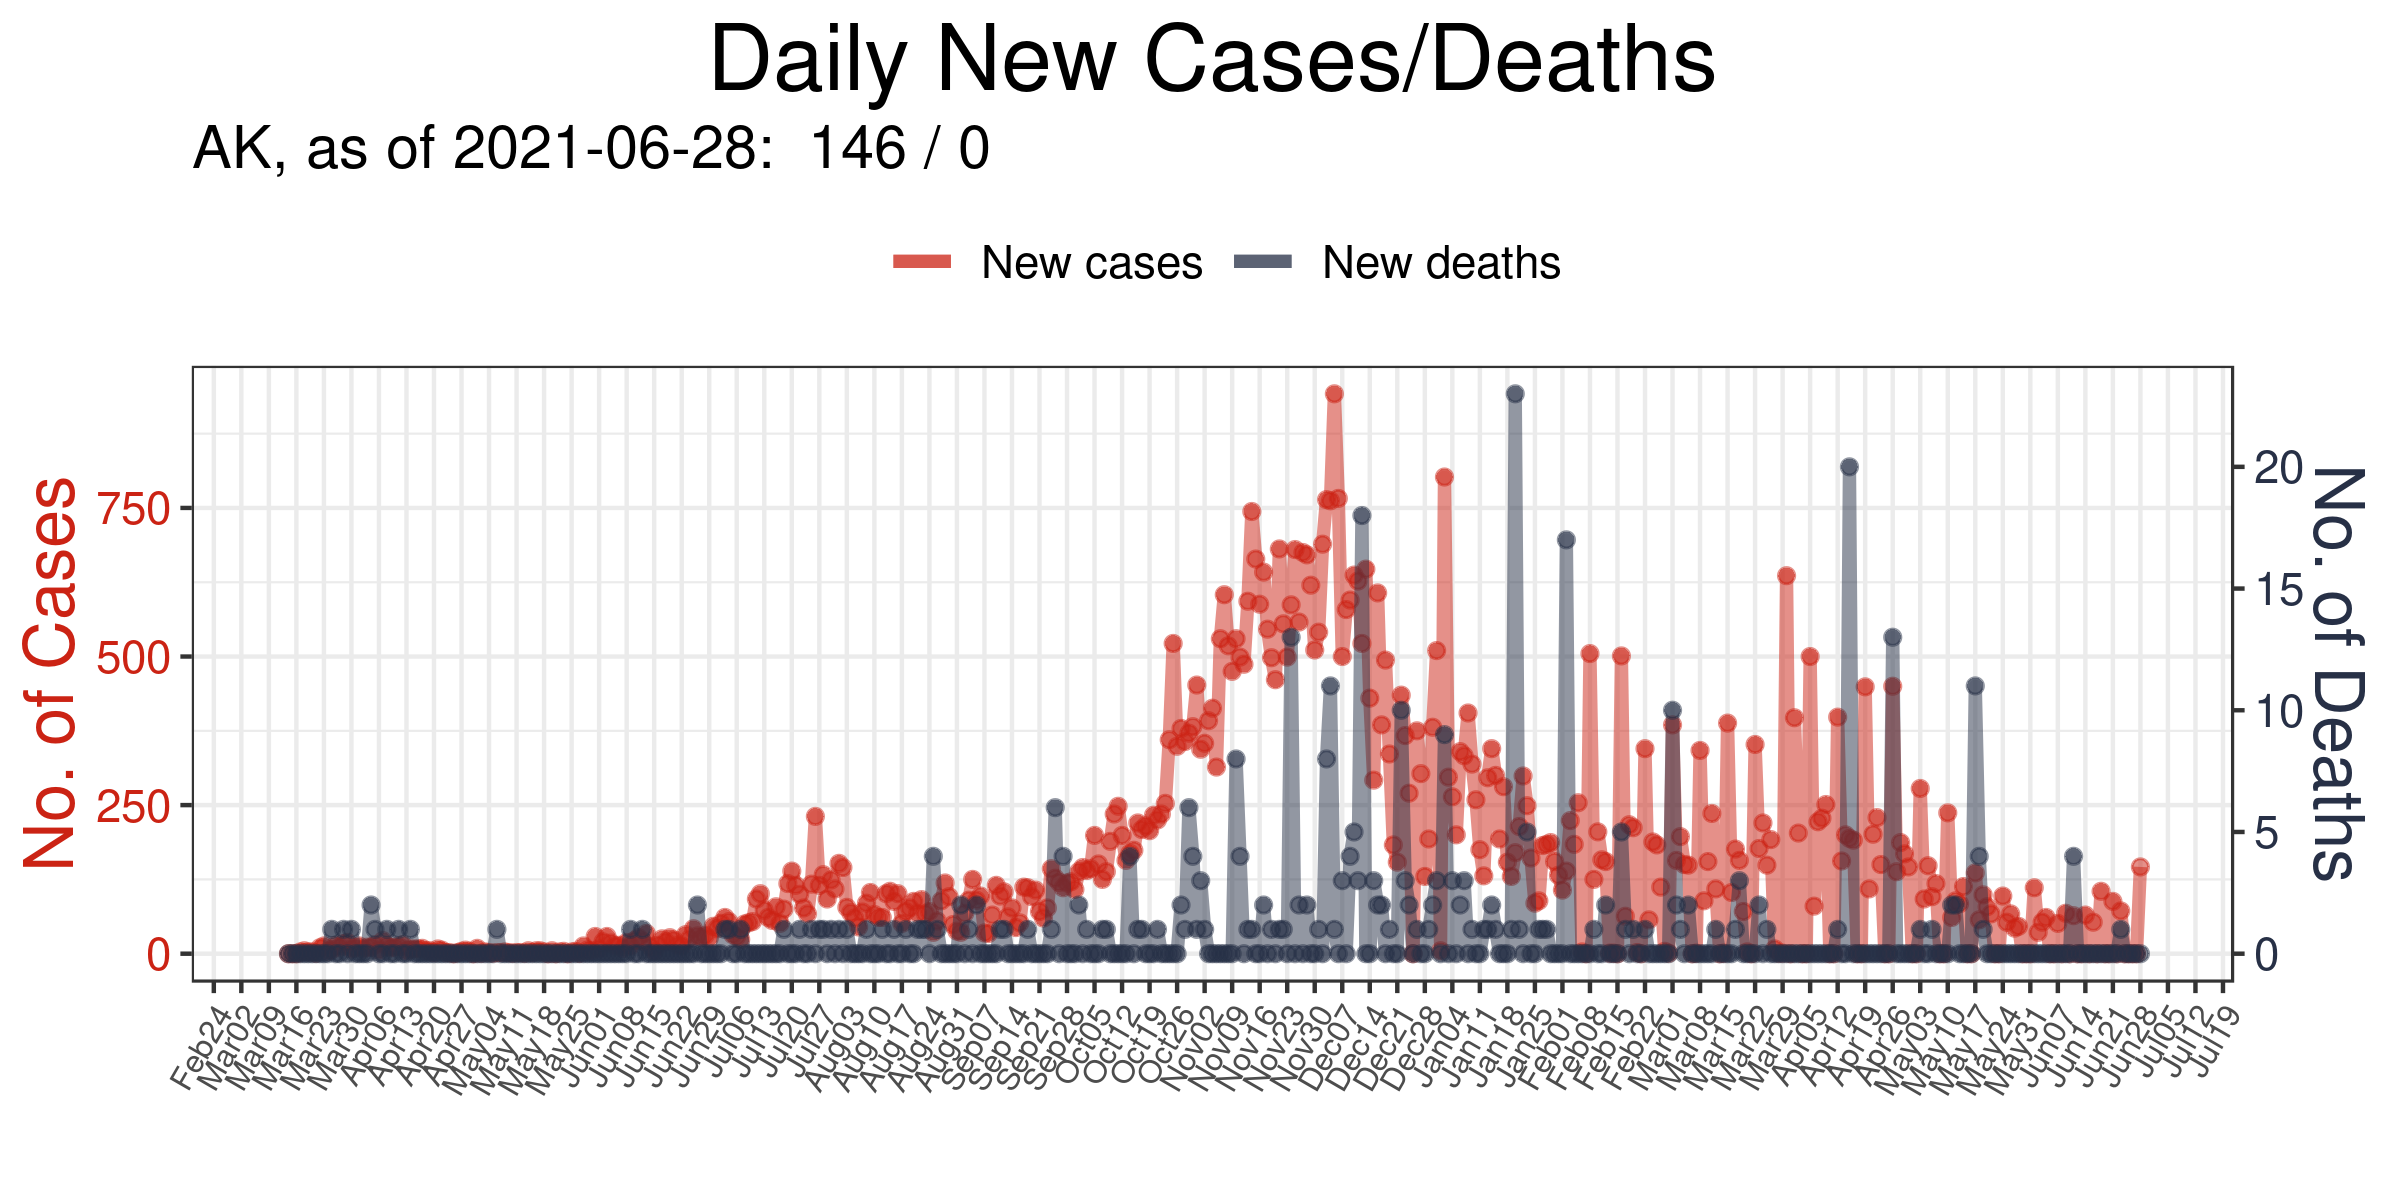 Daily New Cases/Deaths
AK, as of 2021-06-28: 146 / 0
New cases
New deaths
No. of Cases
750
500
250
0
20
15
10
5
0
No. of Deaths
Feb24
Mar02
Mar09
Mar16
Mar23
Mar30
Apr06
Apr13
Apr20
Apr27
May04
May11
May18
May25
Jun01
Jun08
Jun15
Jun22
Jun29
Jul06
Jul13
Jul20
Jul27
Aug03
Aug10
Aug17
Aug24
Aug31
Sep07
Sep14
Sep21
Sep28
Oct05
Oct12
Oct19
Oct26
Nov02
Nov09
Nov16
Nov23
Nov30
Dec07
Dec14
Dec21
Dec28
Jan04
Jan11
Jan18
Jan25
Feb01
Feb08
Feb15
Feb22
Mar01
Mar08
Mar15
Mar22
Mar29
Apr05
Apr12
Apr19
Apr26
May03
May10
May17
May24
May31
Jun07
Jun14
Jun21
Jun28
Jul05
Jul12
Jul19